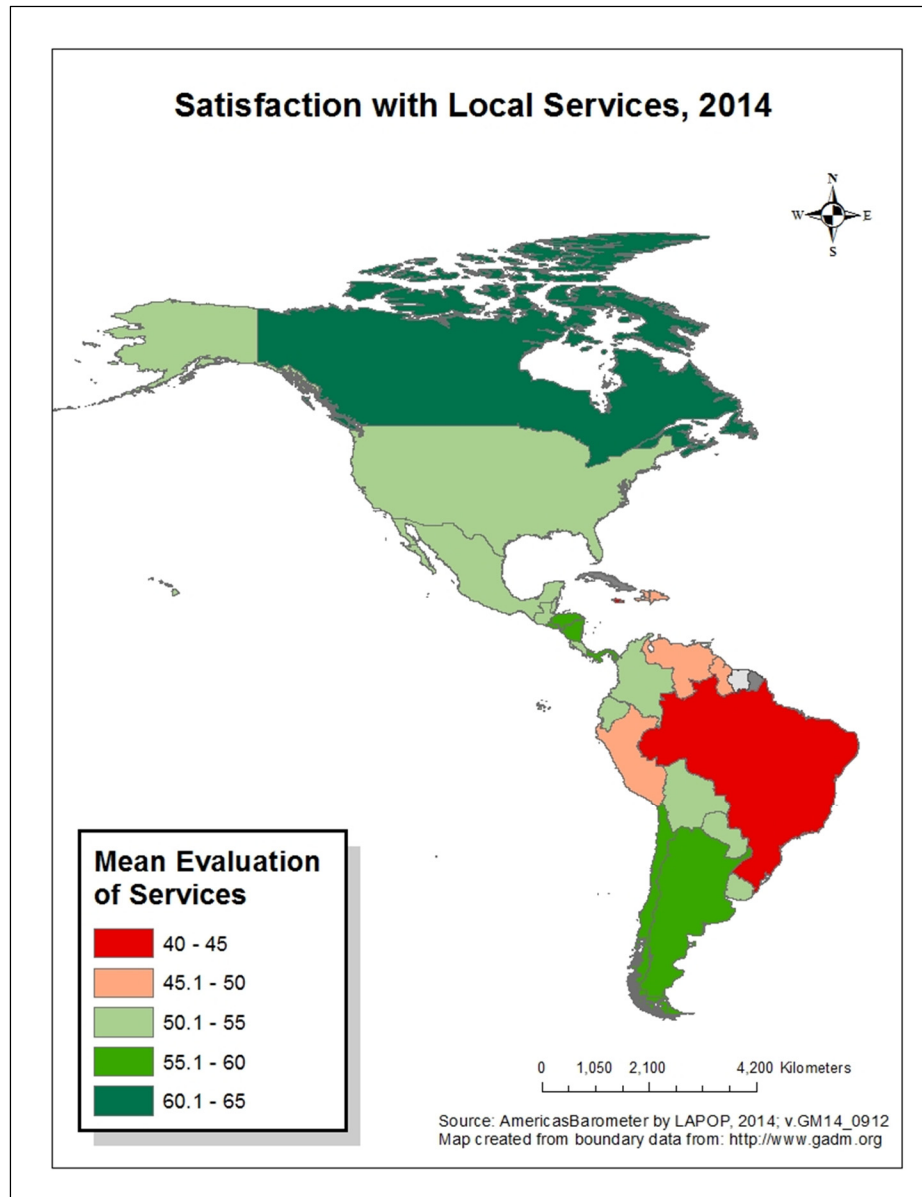 Satisfaction with Local Services, 2014
N
W E
S
Mean Evaluation
of Services
40 - 45
45.1 - 50
50.1 - 55
55.1 - 60
60.1 - 65
0 1,050 2,100 4,200 Kilometers
Source: AmericasBarometer by LAPOP, 2014; v.GM14_0912
Map created from boundary data from: http://www.gadm.org